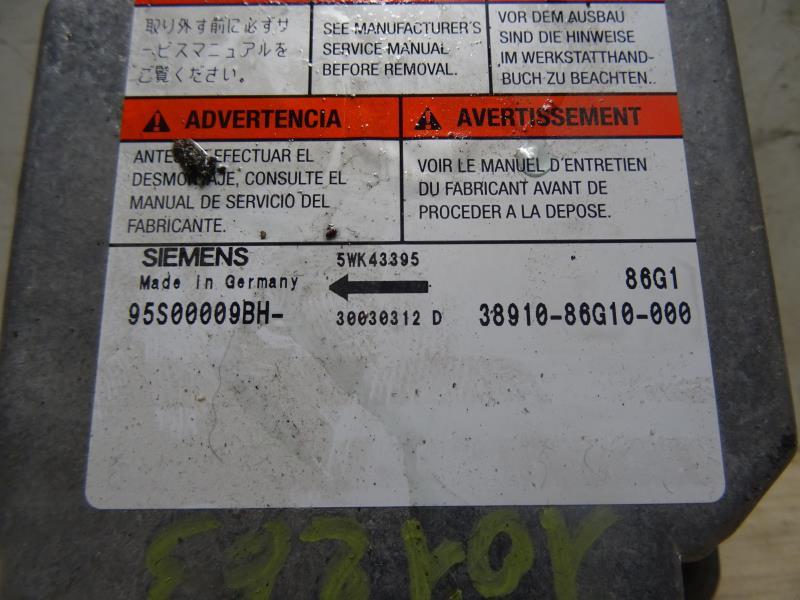 取り外す前に必ずサ
ービスマニュアルを
ご覧ください。
SEE MANUFACTURER'S
SERVICE MANUAL
BEFORE REMOVAL.
VOR DEM AUSBAU
SIND DIE HINWEISE
IM WERKSTATTHAND-
BUCH ZU BEACHTEN.
ADVERTENCIA
EFECTUAR EL
DESMONTAJE, CONSULTE EL
MANUAL DE SERVICIO DEL
FABRICANTE.
AVERTISSEMENT
VOIR LE MANUEL D'ENTRETIEN
DU FABRICANT AVANT DE
PROCEDER A LA DEPOSE.
SIEMENS 5WK43395
Made in Germany 86G1
95S00009BH- 30030312 D 38910-86G10-000